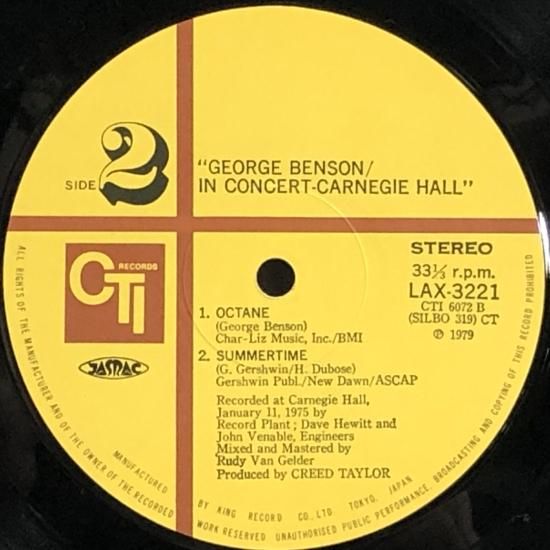 SIDE 2
"GEORGE BENSON/
IN CONCERT-CARNEGIE HALL"
CTI
RECORDS
JASRAC
STEREO
33⅓ r.p.m.
LAX-3221
CTI 6072 B
(SILBO 319) CT
Ⓟ 1979
1. OCTANE
(George Benson)
Char-Liz Music, Inc./BMI
2. SUMMERTIME
(G. Gershwin/H. Dubose)
Gershwin Publ./New Dawn/ASCAP
Recorded at Carnegie Hall,
January 11, 1975 by
Record Plant; Dave Hewitt and
John Venable, Engineers
Mixed and Mastered by
Rudy Van Gelder
Produced by CREED TAYLOR
ALL RIGHTS OF THE MANUFACTURER AND OF THE OWNER OF THE RECORDED
WORK RESERVED UNAUTHORISED PUBLIC PERFORMANCE, BROADCASTING AND COPYING OF THIS RECORD PROHIBITED
MANUFACTURED BY KING RECORD CO., LTD. TOKYO, JAPAN